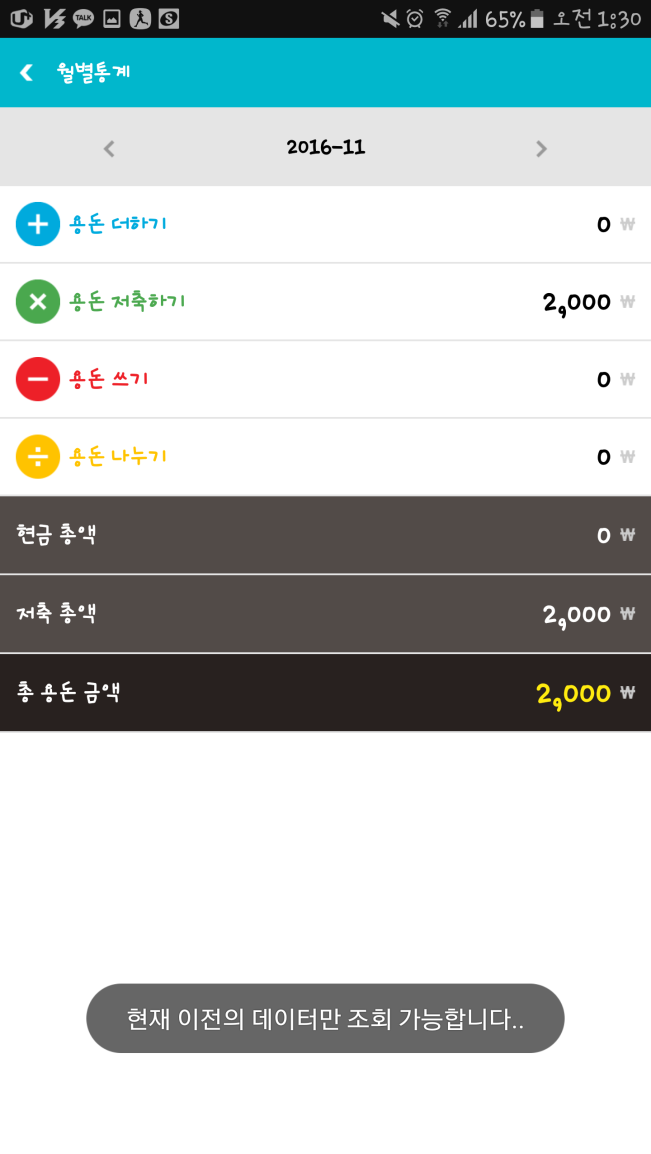 TALK 65% 오전 1:30
월별통계
2016-11
용돈 더하기 0 ₩
용돈 저축하기 2,000 ₩
용돈 쓰기 0 ₩
용돈 나누기 0 ₩
현금 총액 0 ₩
저축 총액 2,000 ₩
총 용돈 금액 2,000 ₩
현재 이전의 데이터만 조회 가능합니다..